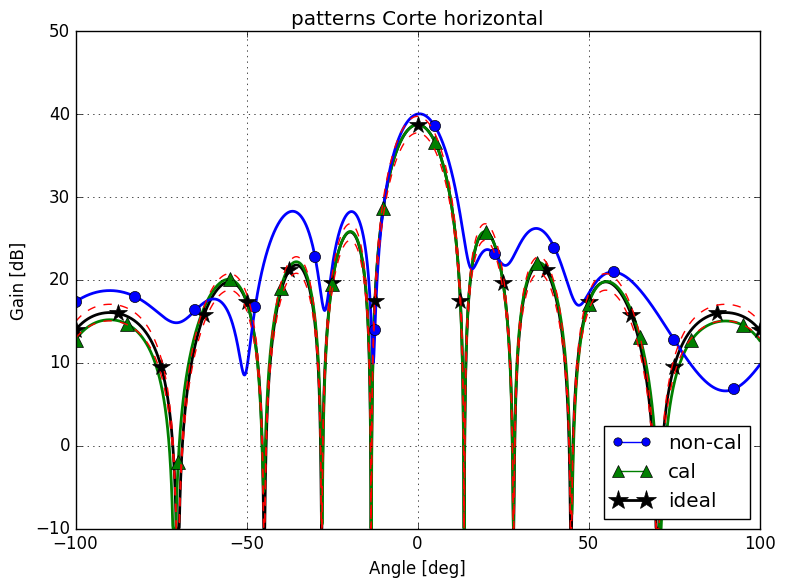 patterns Corte horizontal
Gain [dB]
50
40
30
20
10
0
−10
−100
−50
0
50
100
Angle [deg]
non-cal
cal
ideal